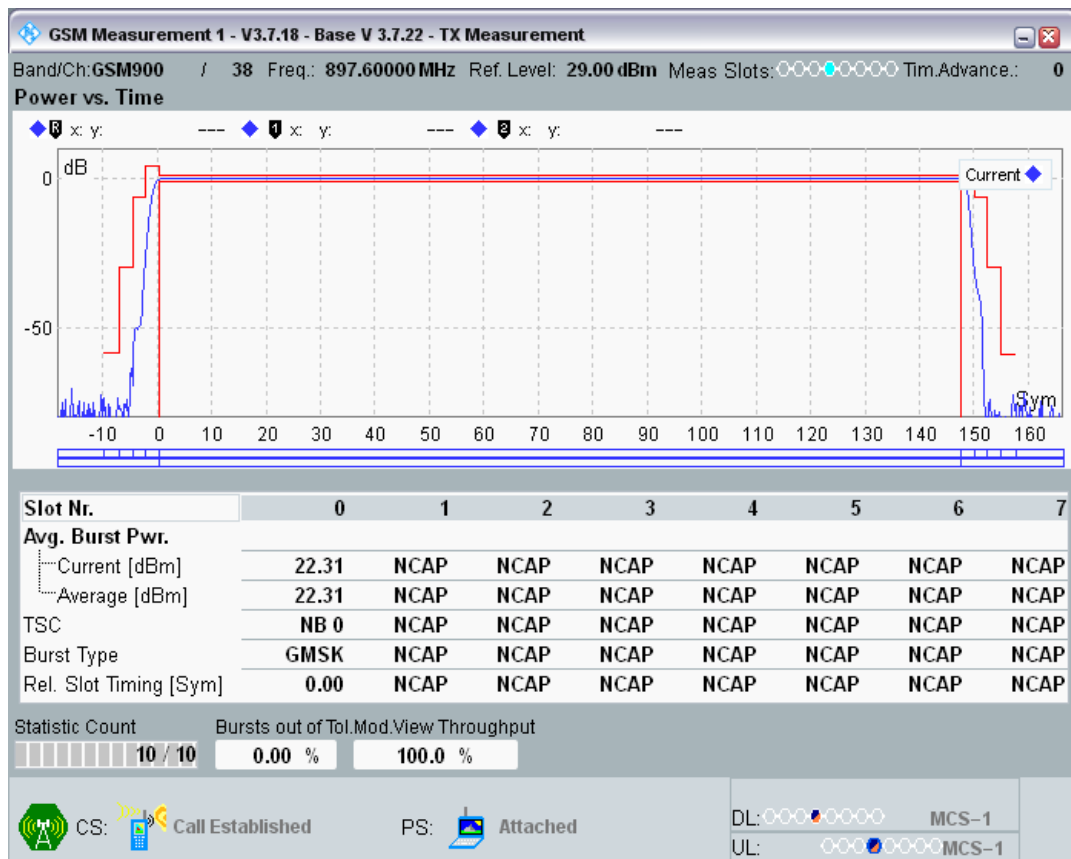 GSM Measurement 1 - V3.7.18 - Base V 3.7.22 - TX Measurement
Band/Ch:GSM900 / 38 Freq.: 897.60000 MHz Ref. Level: 29.00 dBm Meas Slots: Tim.Advance.: 0
Power vs. Time
R x: y: --- 1 x: y: --- 2 x: y: ---
dB
Current
0
-50
Sym
-10 0 10 20 30 40 50 60 70 80 90 100 110 120 130 140 150 160
Slot Nr. 0 1 2 3 4 5 6 7
Avg. Burst Pwr.
Current [dBm] 22.31 NCAP NCAP NCAP NCAP NCAP NCAP NCAP
Average [dBm] 22.31 NCAP NCAP NCAP NCAP NCAP NCAP NCAP
TSC NB 0 NCAP NCAP NCAP NCAP NCAP NCAP NCAP
Burst Type GMSK NCAP NCAP NCAP NCAP NCAP NCAP NCAP
Rel. Slot Timing [Sym] 0.00 NCAP NCAP NCAP NCAP NCAP NCAP NCAP
Statistic Count Bursts out of Tol.Mod.View Throughput
10 / 10 0.00 % 100.0 %
CS: Call Established PS: Attached
DL: MCS-1
UL: MCS-1